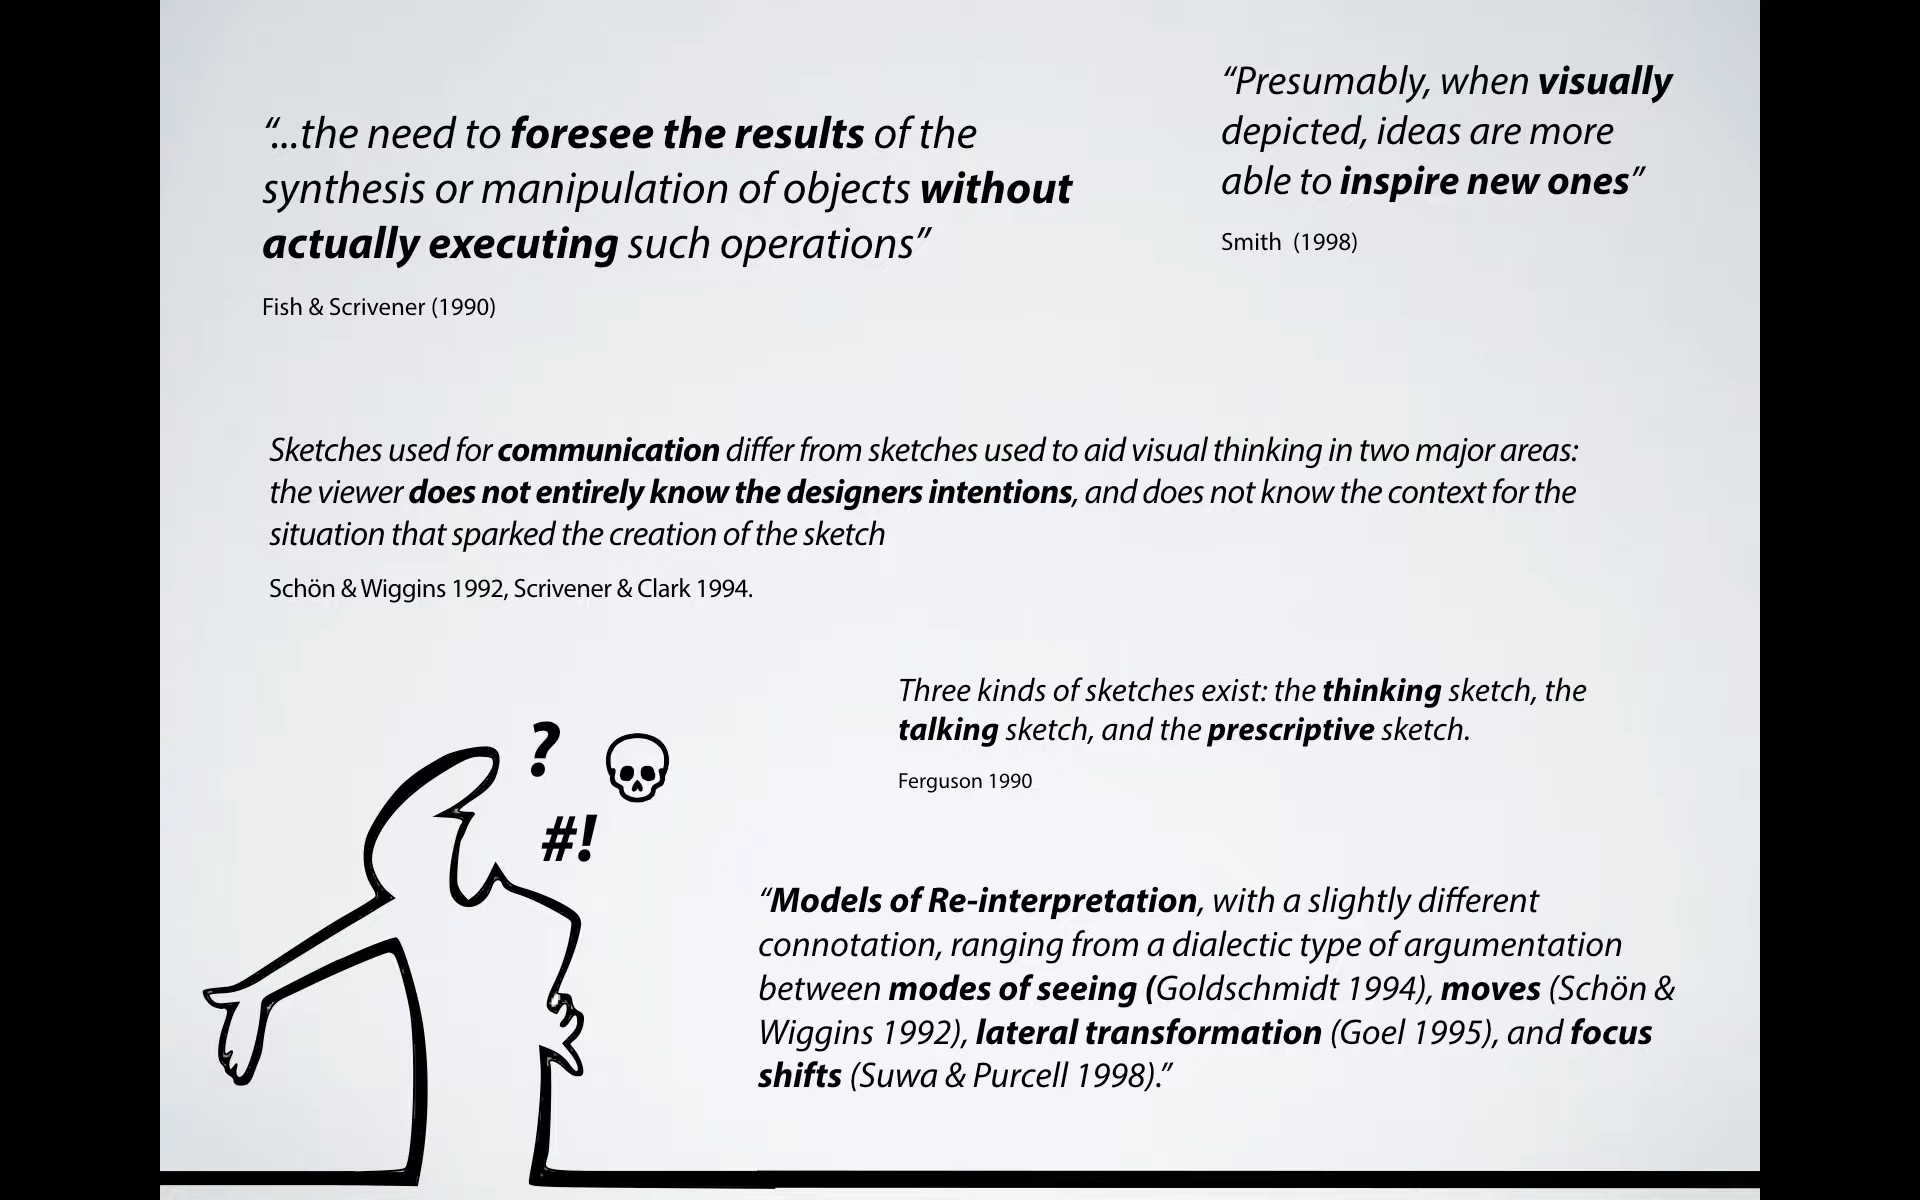 “...the need to foresee the results of the
synthesis or manipulation of objects without
actually executing such operations”
Fish & Scrivener (1990)
“Presumably, when visually
depicted, ideas are more
able to inspire new ones”
Smith (1998)
Sketches used for communication differ from sketches used to aid visual thinking in two major areas:
the viewer does not entirely know the designers intentions, and does not know the context for the
situation that sparked the creation of the sketch
Schön & Wiggins 1992, Scrivener & Clark 1994.
Three kinds of sketches exist: the thinking sketch, the
talking sketch, and the prescriptive sketch.
Ferguson 1990
?
#!
“Models of Re-interpretation, with a slightly different
connotation, ranging from a dialectic type of argumentation
between modes of seeing (Goldschmidt 1994), moves (Schön &
Wiggins 1992), lateral transformation (Goel 1995), and focus
shifts (Suwa & Purcell 1998).”